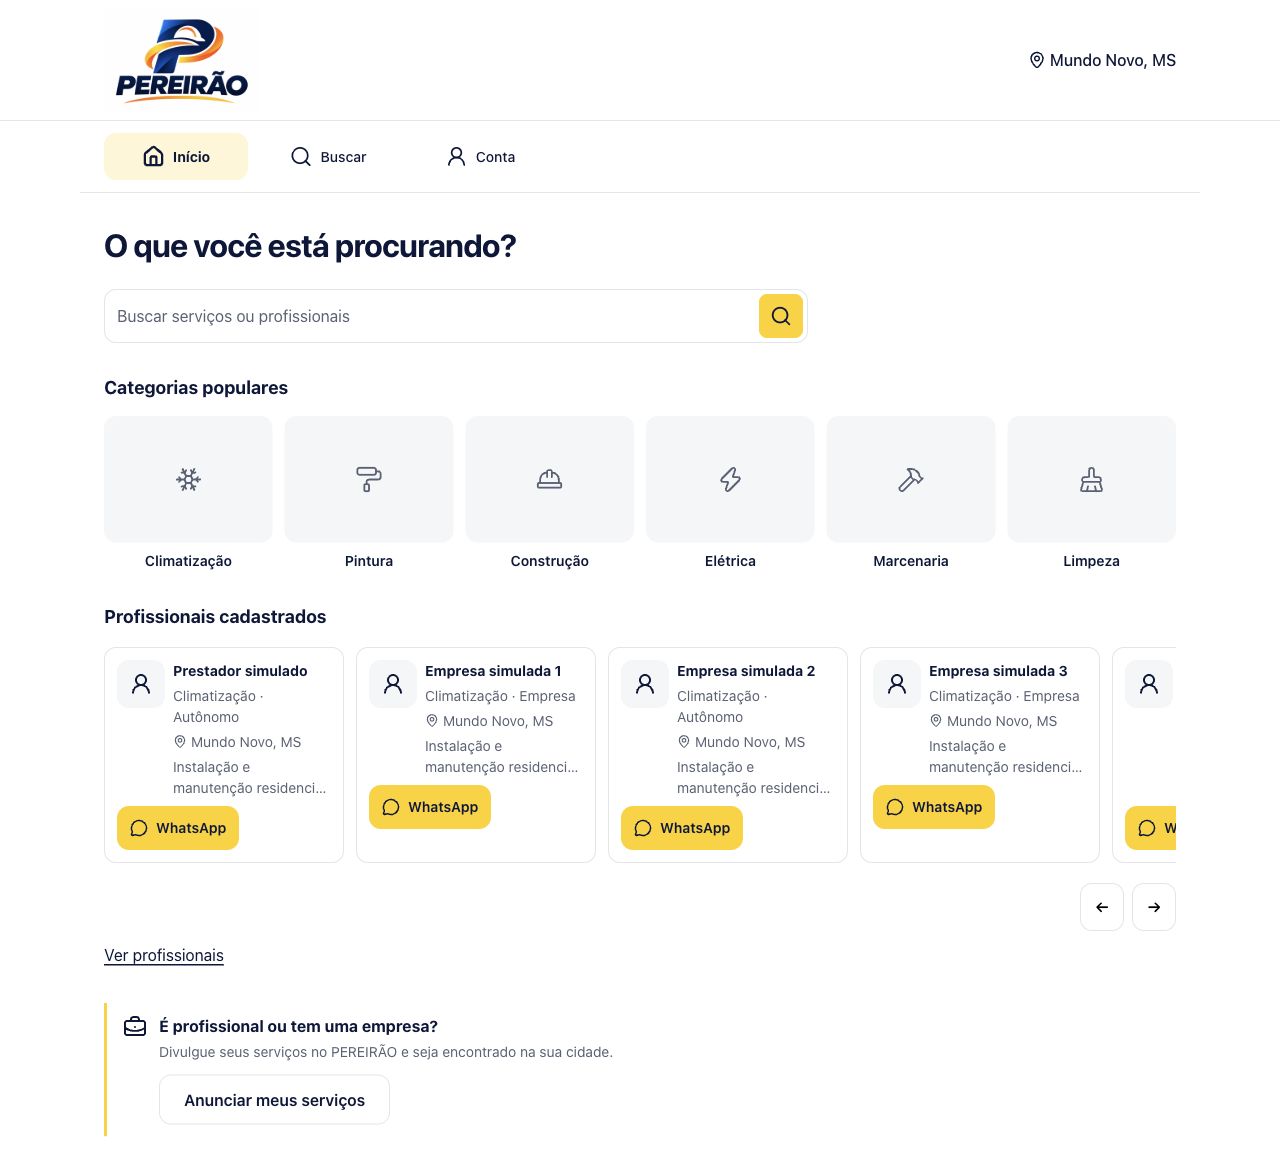 PEREIRÃO
Mundo Novo, MS
Início
Buscar
Conta
O que você está procurando?
Buscar serviços ou profissionais
Categorias populares
Climatização
Pintura
Construção
Elétrica
Marcenaria
Limpeza
Profissionais cadastrados
Prestador simulado
Climatização ·
Autônomo
Mundo Novo, MS
Instalação e
manutenção residenci...
WhatsApp
Empresa simulada 1
Climatização · Empresa
Mundo Novo, MS
Instalação e
manutenção residenci...
WhatsApp
Empresa simulada 2
Climatização ·
Autônomo
Mundo Novo, MS
Instalação e
manutenção residenci...
WhatsApp
Empresa simulada 3
Climatização · Empresa
Mundo Novo, MS
Instalação e
manutenção residenci...
WhatsApp
Ver profissionais
É profissional ou tem uma empresa?
Divulgue seus serviços no PEREIRÃO e seja encontrado na sua cidade.
Anunciar meus serviços